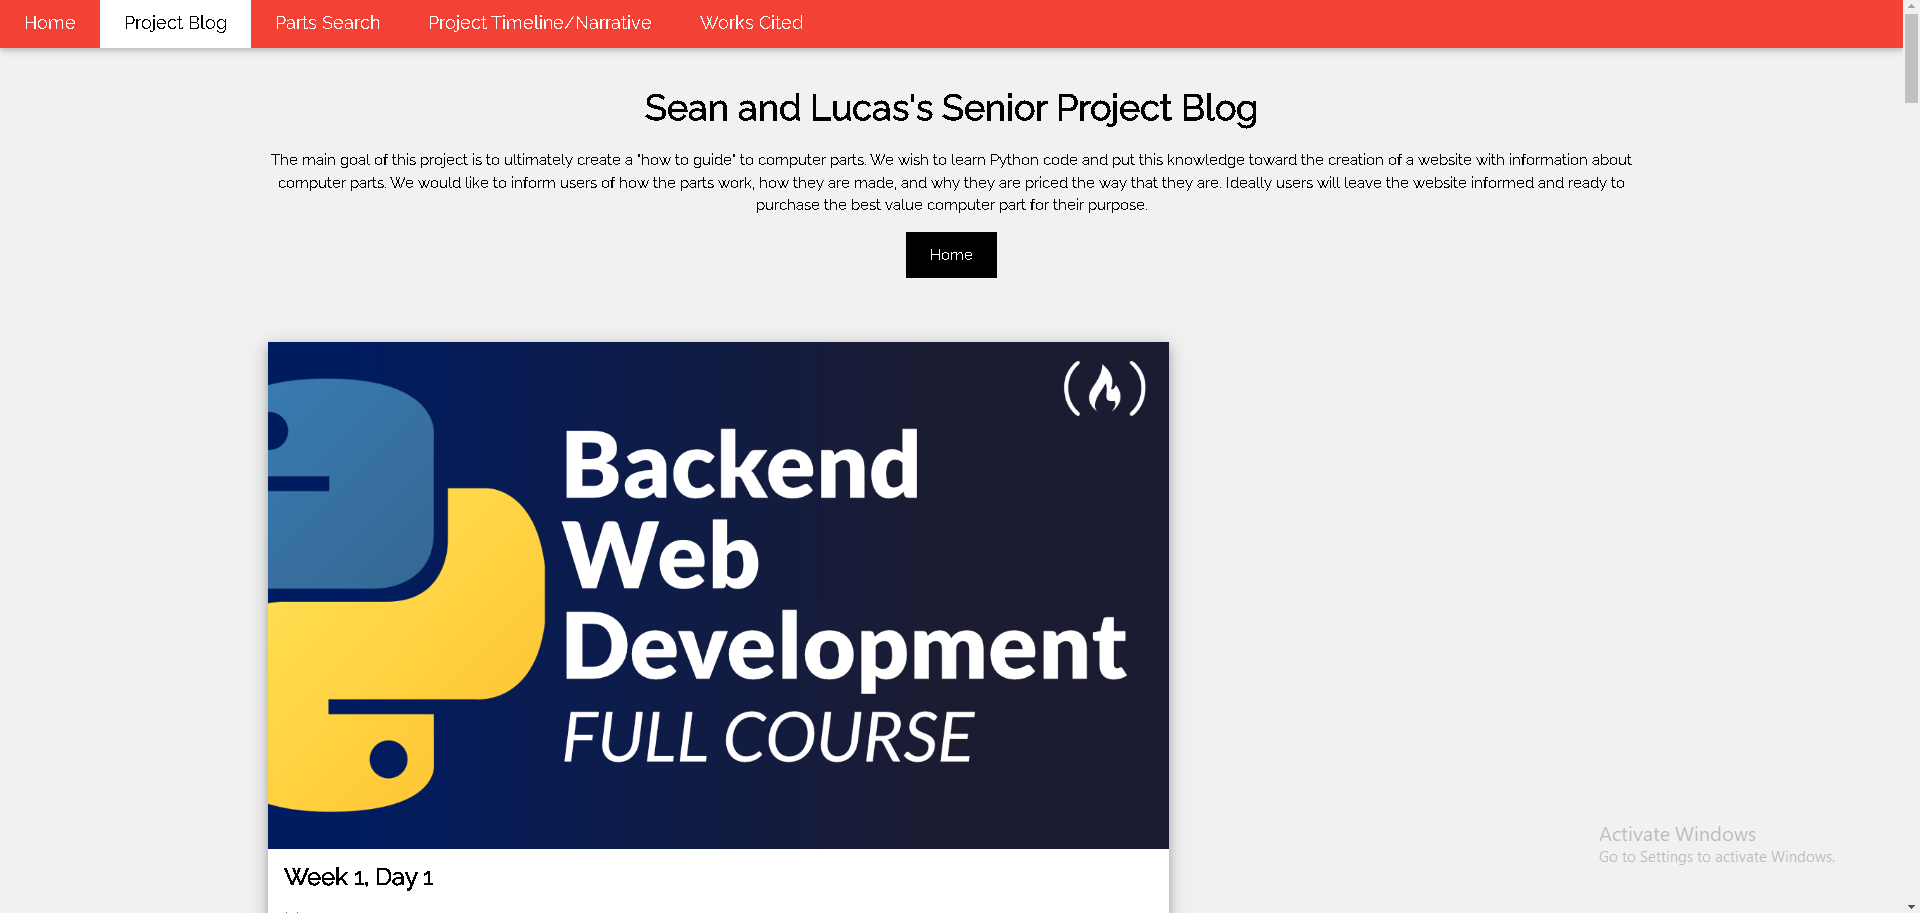 Home Project Blog Parts Search Project Timeline/Narrative Works Cited
Sean and Lucas's Senior Project Blog
The main goal of this project is to ultimately create a "how to guide" to computer parts. We wish to learn Python code and put this knowledge toward the creation of a website with information about
computer parts. We would like to inform users of how the parts work, how they are made, and why they are priced the way that they are. Ideally users will leave the website informed and ready to
purchase the best value computer part for their purpose.
Home
Backend
Web
Development
FULL COURSE
Week 1, Day 1
Activate Windows
Go to Settings to activate Windows.